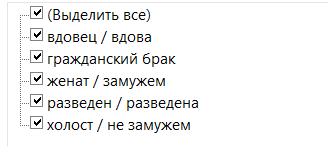 (Выделить все)
вдовец / вдова
гражданский брак
женат / замужем
разведен / разведена
холост / не замужем